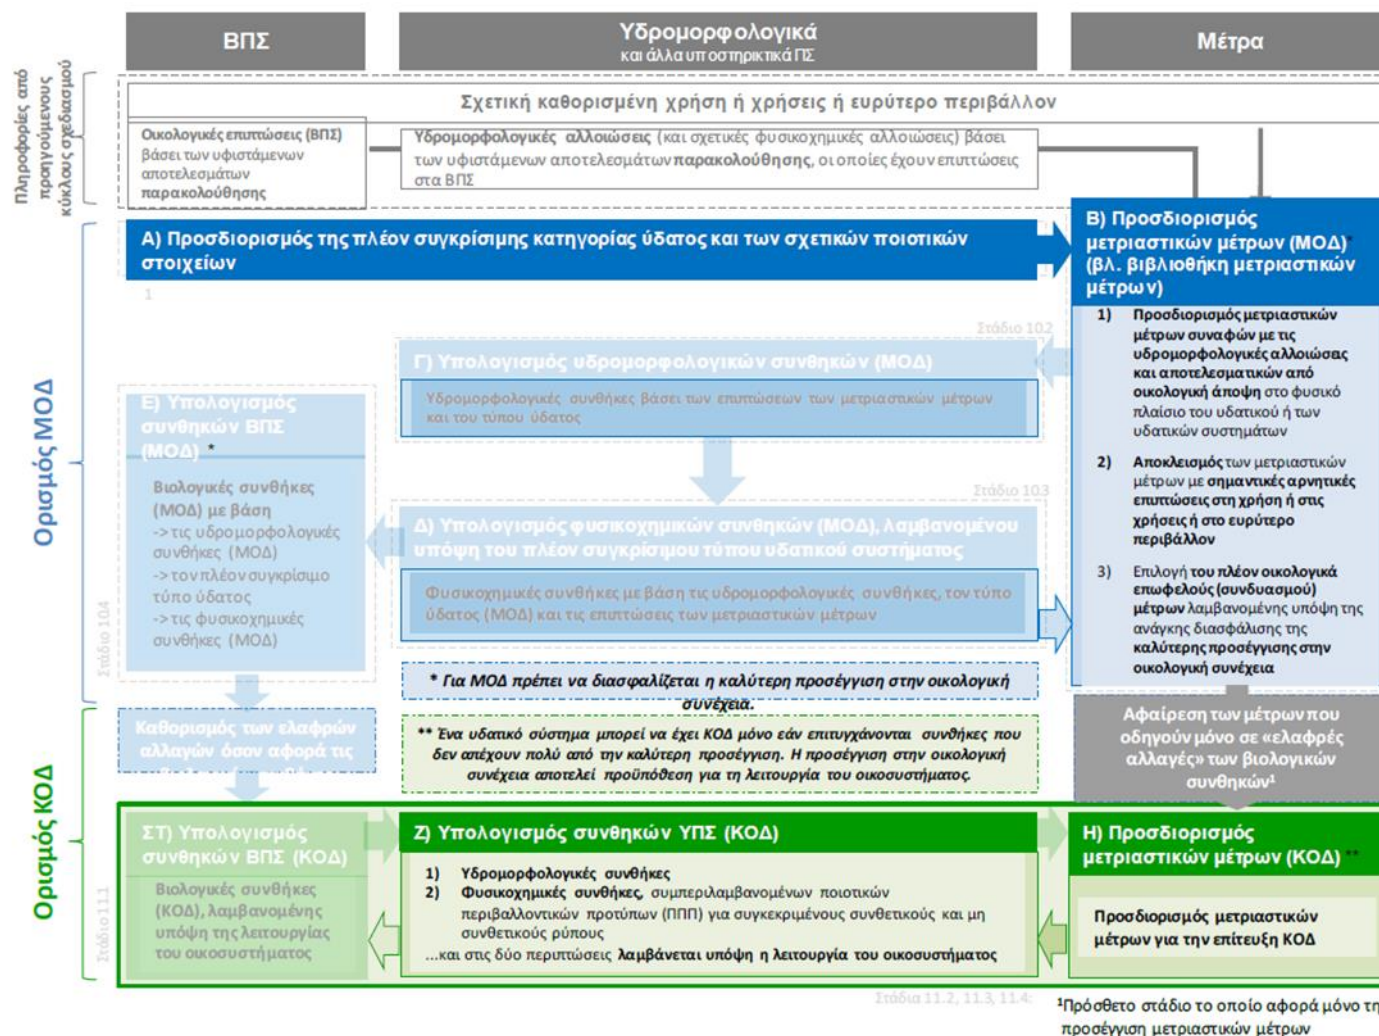 ΒΠΣ
Υδρομορφολογικά
και άλλα υποστηρικτικά ΠΣ
Μέτρα
Πληροφορίες από
προηγούμενους
κύκλους σχεδιασμού
Σχετική καθορισμένη χρήση ή χρήσεις ή ευρύτερο περιβάλλον
Οικολογικές επιπτώσεις (ΒΠΣ)
βάσει των υφιστάμενων
αποτελεσμάτων
παρακολούθησης
Υδρομορφολογικές αλλοιώσεις (και σχετικές φυσικοχημικές αλλοιώσεις) βάσει
των υφιστάμενων αποτελεσμάτων παρακολούθησης, οι οποίες έχουν επιπτώσεις
στα ΒΠΣ
Ορισμός ΜΟΔ
Α) Προσδιορισμός της πλέον συγκρίσιμης κατηγορίας ύδατος και των σχετικών ποιοτικών
στοιχείων
1
Β) Προσδιορισμός
μετριαστικών μέτρων (ΜΟΔ)*
(βλ. βιβλιοθήκη μετριαστικών
μέτρων)
1) Προσδιορισμός μετριαστικών
μέτρων συναφών με τις
υδρομορφολογικές αλλοιώσεις
και αποτελεσματικών από
οικολογική άποψη στο φυσικό
πλαίσιο του υδατικού ή των
υδατικών συστημάτων
2) Αποκλεισμός των μετριαστικών
μέτρων με σημαντικές αρνητικές
επιπτώσεις στη χρήση ή στις
χρήσεις ή στο ευρύτερο
περιβάλλον
3) Επιλογή του πλέον οικολογικά
επωφελούς (συνδυασμού)
μέτρων λαμβανομένης υπόψη της
ανάγκης διασφάλισης της
καλύτερης προσέγγισης στην
οικολογική συνέχεια
Στάδιο 10.2
Γ) Υπολογισμός υδρομορφολογικών συνθηκών (ΜΟΔ)
Υδρομορφολογικές συνθήκες βάσει των επιπτώσεων των μετριαστικών μέτρων
και του τύπου ύδατος
Στάδιο 10.3
Δ) Υπολογισμός φυσικοχημικών συνθηκών (ΜΟΔ), λαμβανομένου
υπόψη του πλέον συγκρίσιμου τύπου υδατικού συστήματος
Φυσικοχημικές συνθήκες με βάση τις υδρομορφολογικές συνθήκες, τον τύπο
ύδατος (ΜΟΔ) και τις επιπτώσεις των μετριαστικών μέτρων
Ε) Υπολογισμός
συνθηκών ΒΠΣ
(ΜΟΔ) *
Βιολογικές συνθήκες
(ΜΟΔ) με βάση
-> τις υδρομορφολογικές
συνθήκες (ΜΟΔ)
-> τον πλέον συγκρίσιμο
τύπο ύδατος
-> τις φυσικοχημικές
συνθήκες (ΜΟΔ)
Στάδιο 10.4
* Για ΜΟΔ πρέπει να διασφαλίζεται η καλύτερη προσέγγιση στην οικολογική
συνέχεια.
Ορισμός ΚΟΔ
Καθορισμός των ελαφρών
αλλαγών όσον αφορά τις
** Ένα υδατικό σύστημα μπορεί να έχει ΚΟΔ μόνο εάν επιτυγχάνονται συνθήκες που
δεν απέχουν πολύ από την καλύτερη προσέγγιση. Η προσέγγιση στην οικολογική
συνέχεια αποτελεί προϋπόθεση για τη λειτουργία του οικοσυστήματος.
Αφαίρεση των μέτρων που
οδηγούν μόνο σε «ελαφρές
αλλαγές» των βιολογικών
συνθηκών¹
ΣΤ) Υπολογισμός
συνθηκών ΒΠΣ (ΚΟΔ)
Βιολογικές συνθήκες
(ΚΟΔ), λαμβανομένης
υπόψη της λειτουργίας
του οικοσυστήματος
Στάδιο 11.1
Ζ) Υπολογισμός συνθηκών ΥΠΣ (ΚΟΔ)
1) Υδρομορφολογικές συνθήκες
2) Φυσικοχημικές συνθήκες, συμπεριλαμβανομένων ποιοτικών
περιβαλλοντικών προτύπων (ΠΠΠ) για συγκεκριμένους συνθετικούς και μη
συνθετικούς ρύπους
...και στις δύο περιπτώσεις λαμβάνεται υπόψη η λειτουργία του οικοσυστήματος
Η) Προσδιορισμός
μετριαστικών μέτρων (ΚΟΔ) **
Προσδιορισμός μετριαστικών
μέτρων για την επίτευξη ΚΟΔ
Στάδια 11.2, 11.3, 11.4:
¹Πρόσθετο στάδιο το οποίο αφορά μόνο τη
προσέγγιση μετριαστικών μέτρων